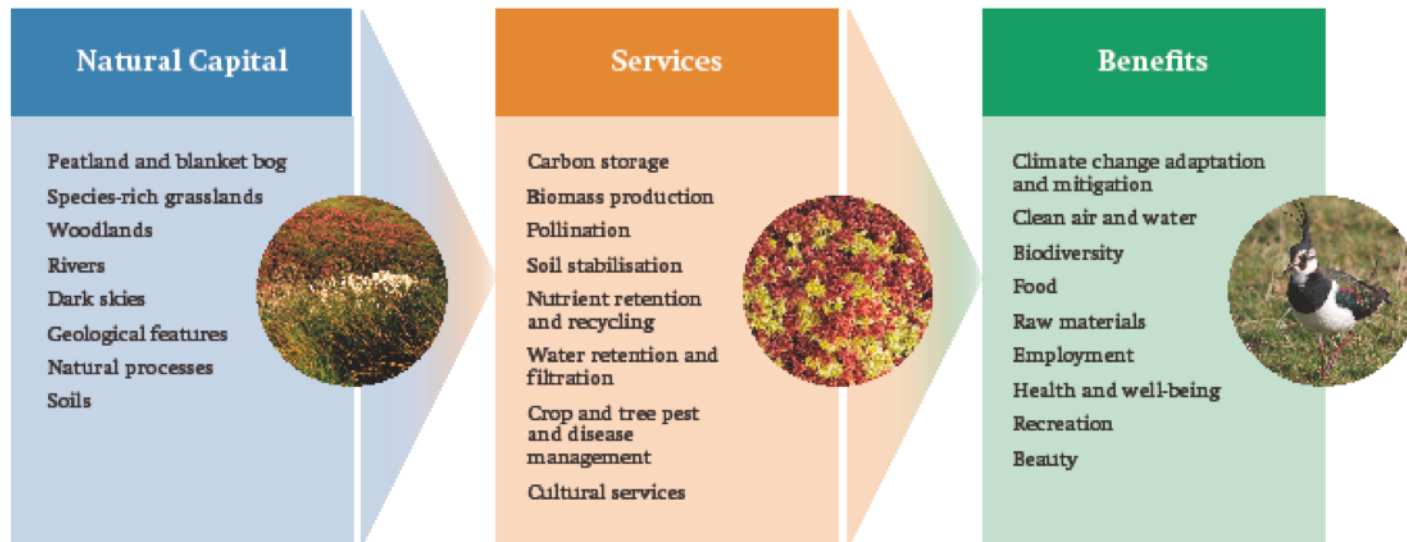 Natural Capital
Peatland and blanket bog
Species-rich grasslands
Woodlands
Rivers
Dark skies
Geological features
Natural processes
Soils
Services
Carbon storage
Biomass production
Pollination
Soil stabilisation
Nutrient retention
and recycling
Water retention and
filtration
Crop and tree pest
and disease
management
Cultural services
Benefits
Climate change adaptation
and mitigation
Clean air and water
Biodiversity
Food
Raw materials
Employment
Health and well-being
Recreation
Beauty